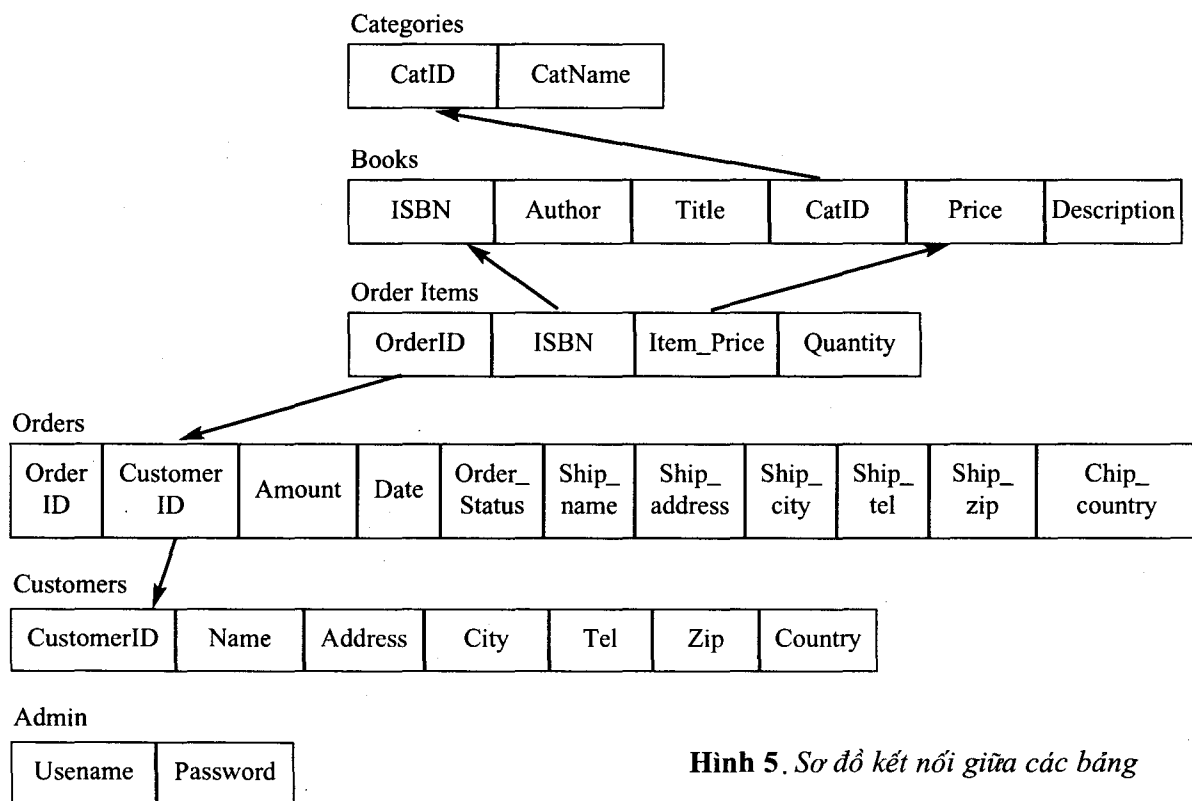 Categories
CatID CatName
Books
ISBN Author Title CatID Price Description
Order Items
OrderID ISBN Item_Price Quantity
Orders
Order ID Customer ID Amount Date Order_ Status Ship_ name Ship_ address Ship_ city Ship_ tel Ship_ zip Chip_ country
Customers
CustomerID Name Address City Tel Zip Country
Admin
Usename Password
Hình 5. Sơ đồ kết nối giữa các bảng